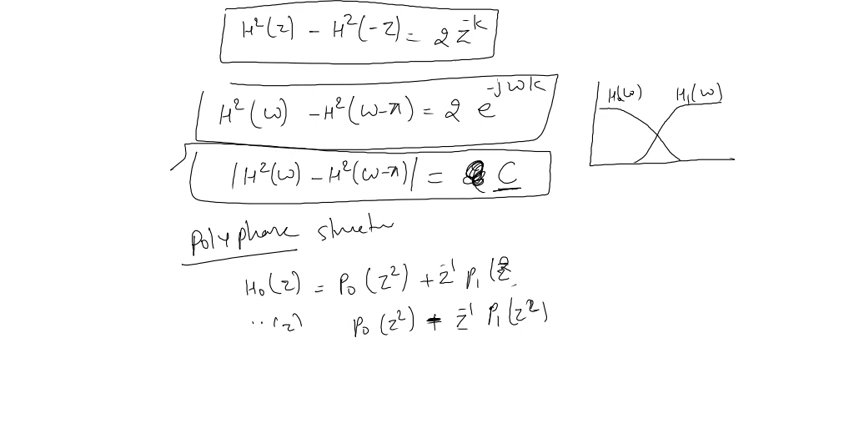 H²(z) - H²(-z) = 2 z^-k
H²(ω) - H²(ω-π) = 2 e^-jωk
H₀(ω) H₁(ω)
|H²(ω) - H²(ω-π)| = C
Polyphase
H₀(z) = P₀(z²) + z^-1 P₁(z
P₀(z²) - z^-1 P₁(z²)